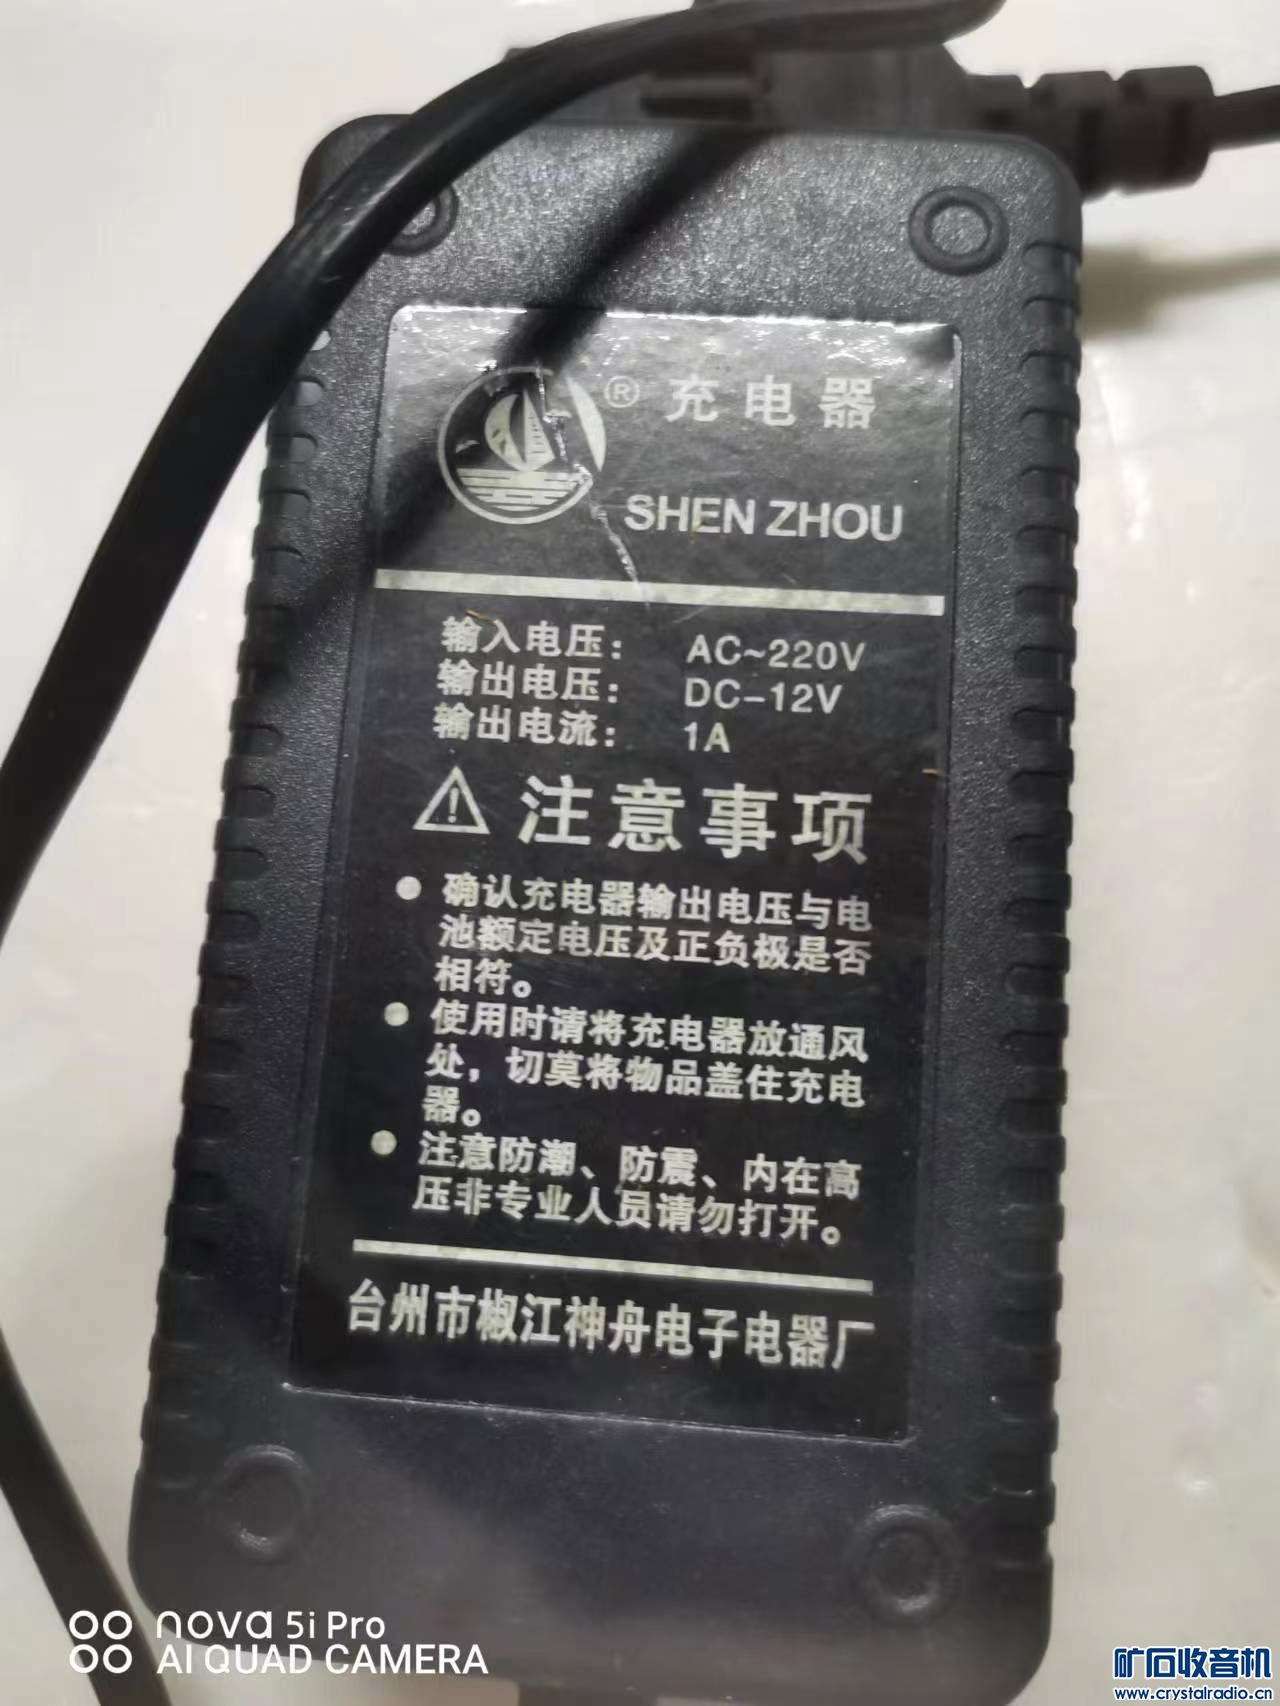 ® 充电器
SHEN ZHOU
输入电压： AC~220V
输出电压： DC-12V
输出电流： 1A
注意事项
● 确认充电器输出电压与电
池额定电压及正负极是否
相符。
● 使用时请将充电器放通风
处，切莫将物品盖住充电
器。
● 注意防潮、防震、内在高
压非专业人员请勿打开。
台州市椒江神舟电子电器厂
nova 5i Pro
AI QUAD CAMERA
矿石收音机
www.crystalradio.cn